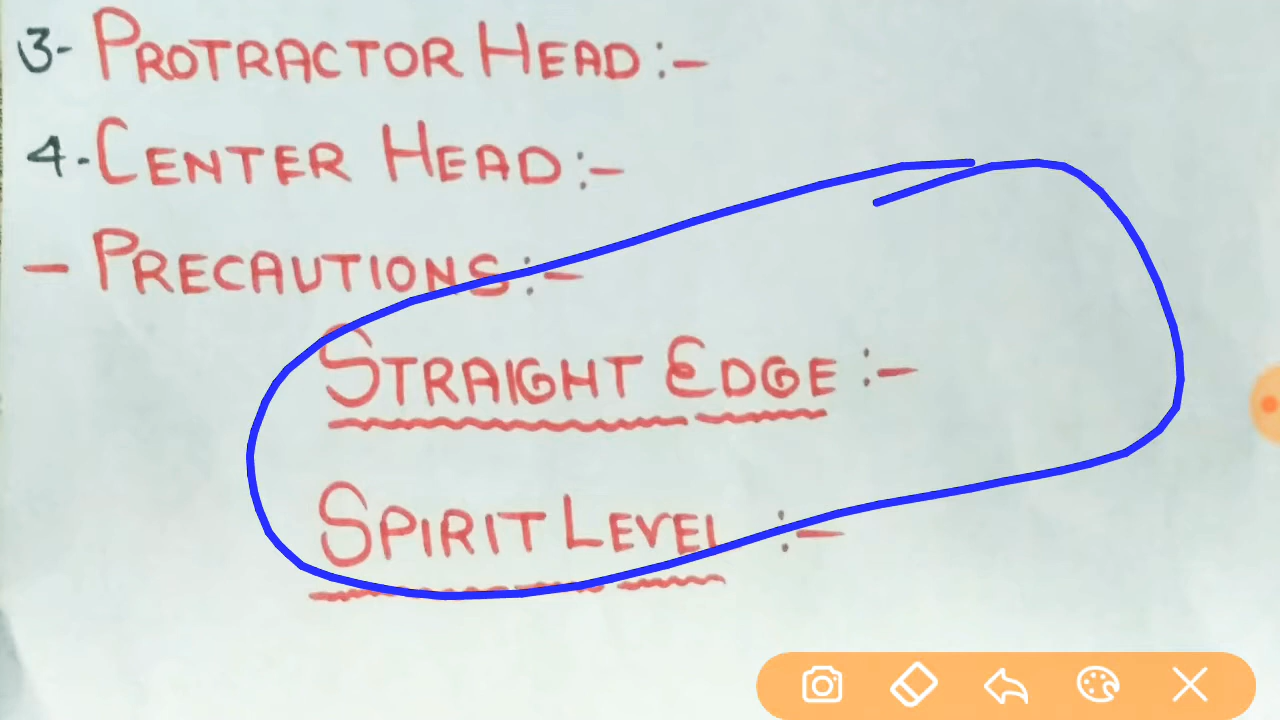 3- PROTRACTOR HEAD :-
4. CENTER HEAD :-
- PRECAUTIONS :-
STRAIGHT EDGE :-
SPIRIT LEVEL :-